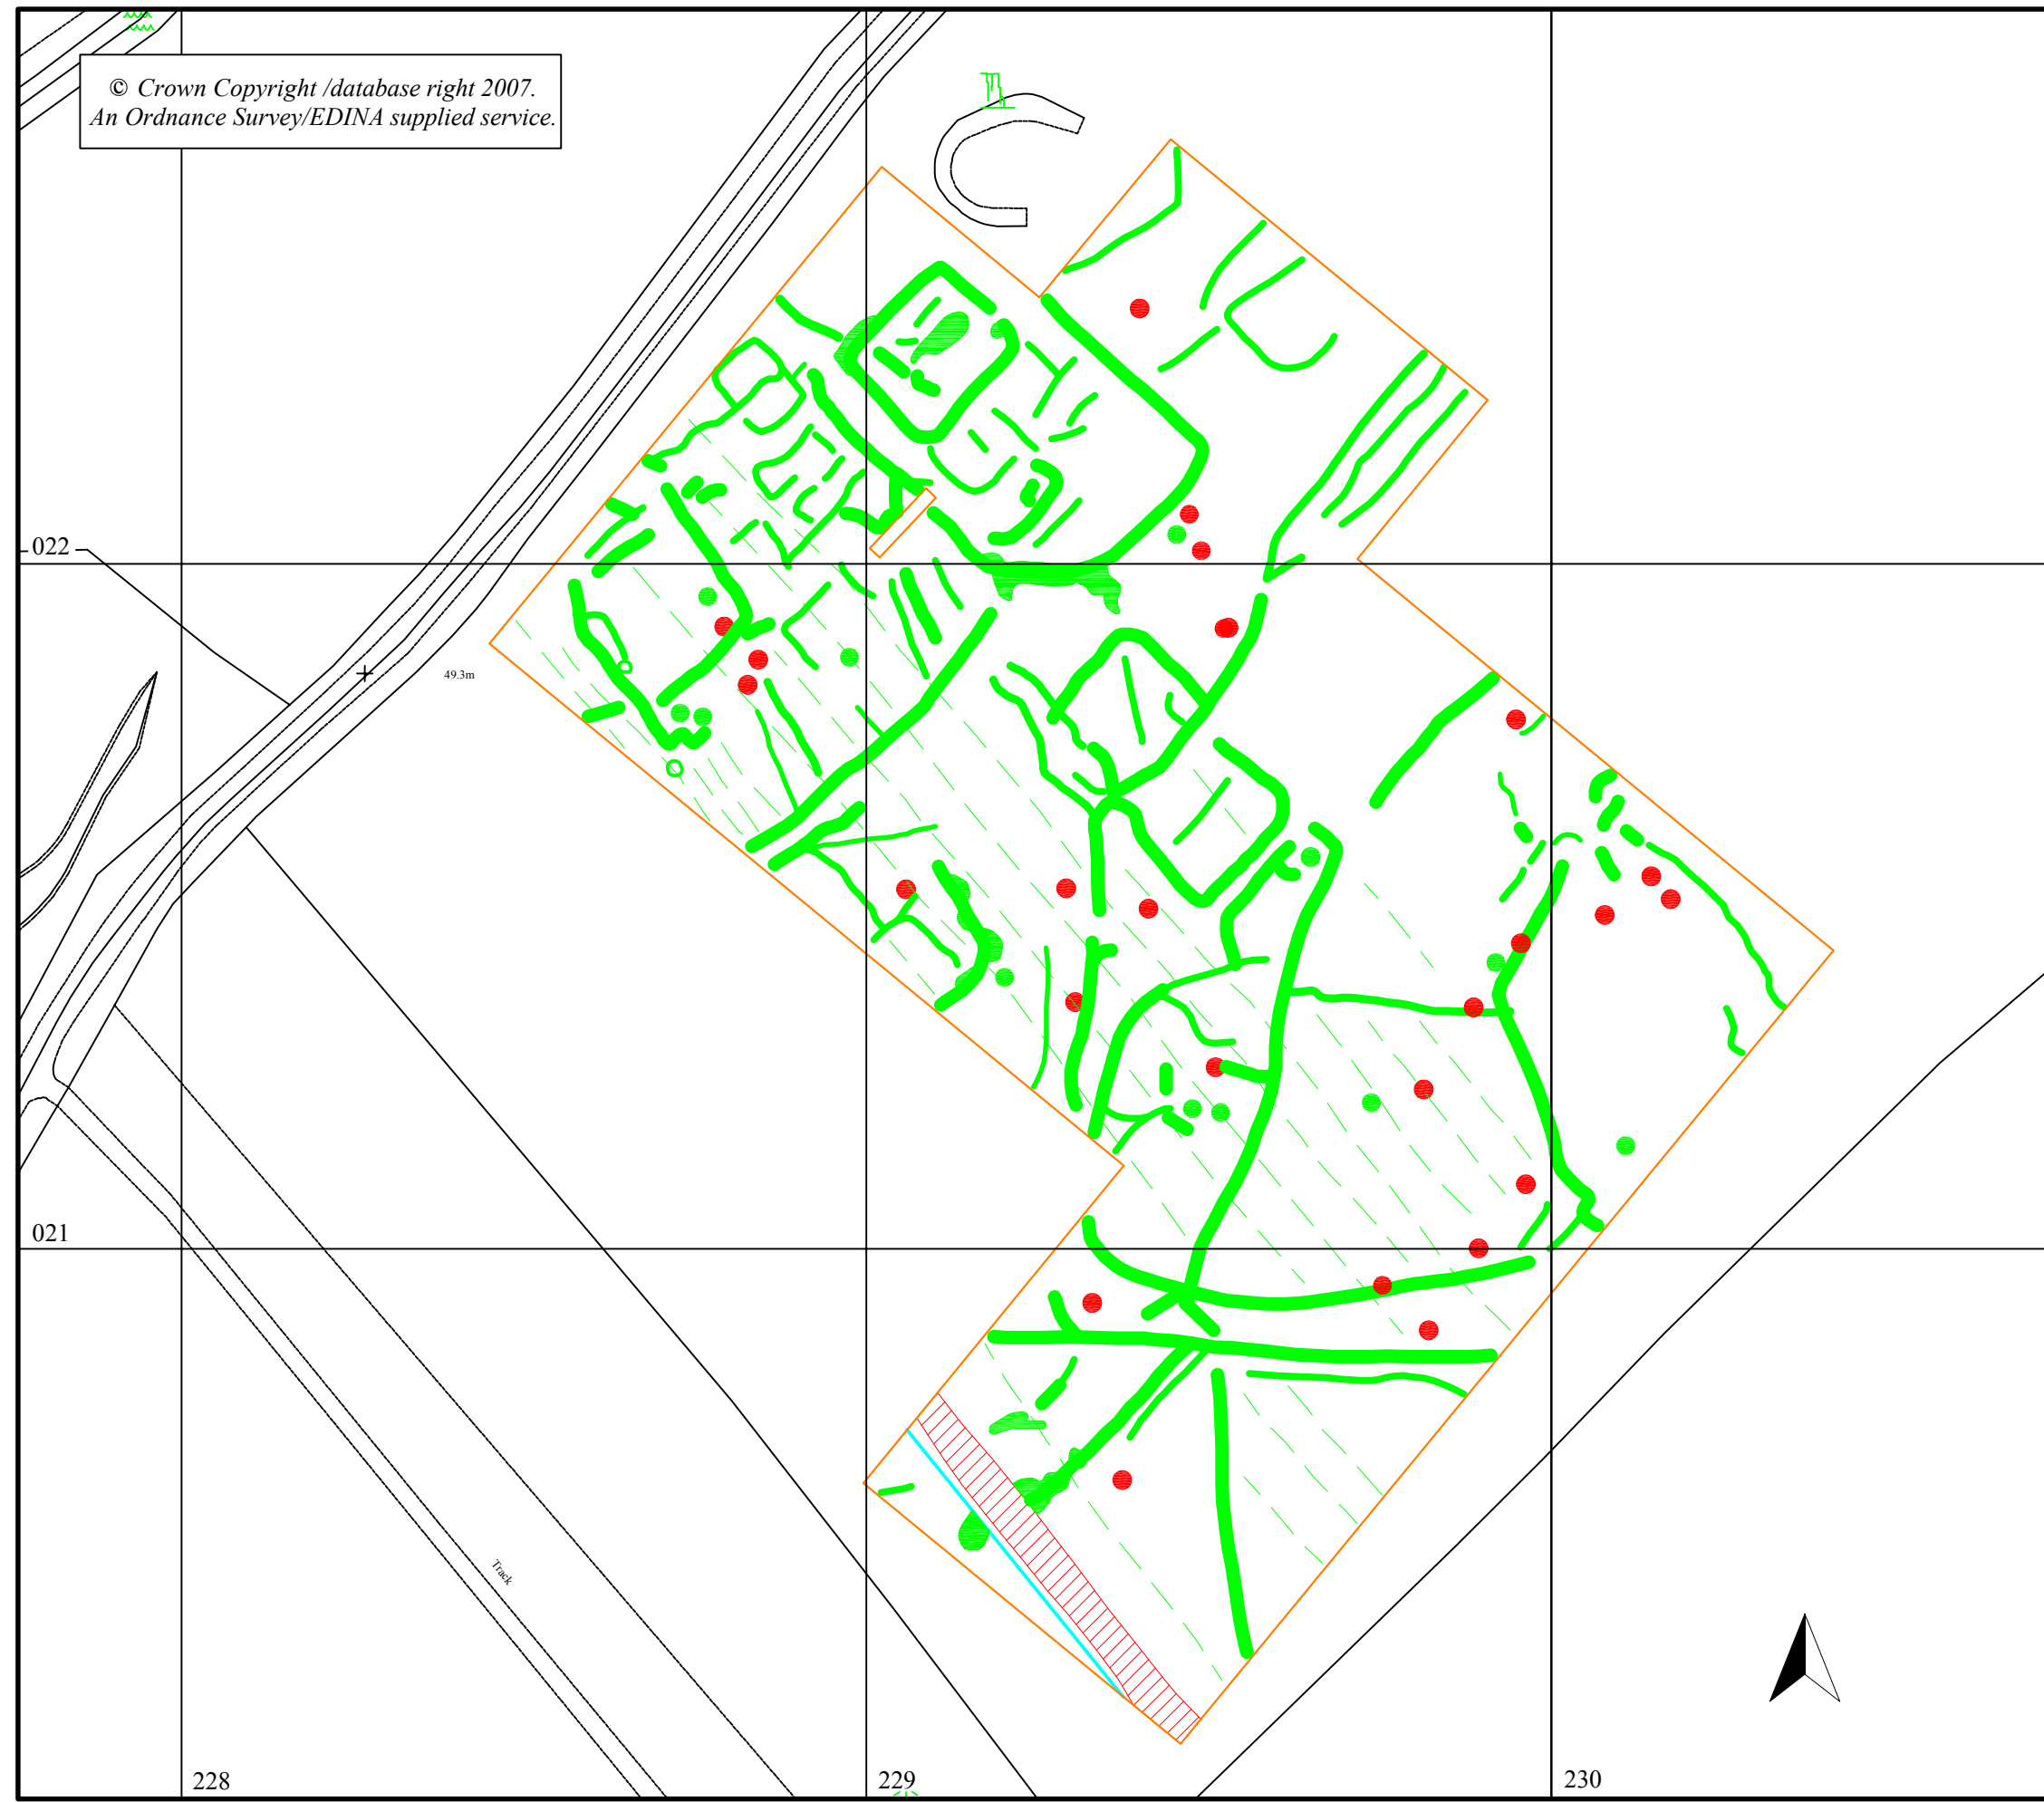 © Crown Copyright /database right 2007.
An Ordnance Survey/EDINA supplied service.
022
49.3m
021
Track
228
229
230